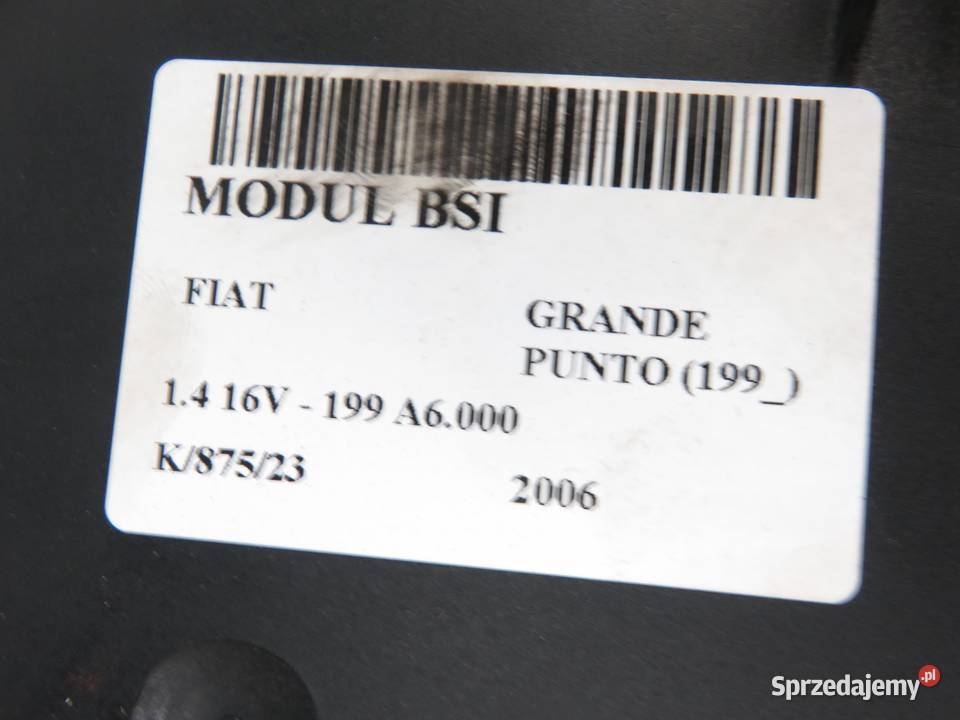 MODUL BSI
FIAT
GRANDE
PUNTO (199_)
1.4 16V - 199 A6.000
K/875/23
2006
Sprzedajemy.pl